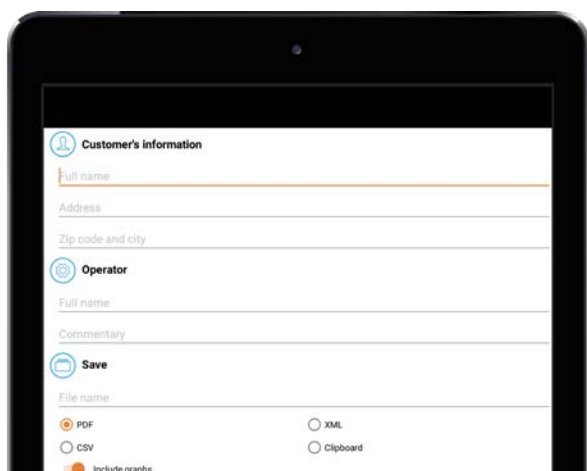 Customer's information
Full name
Address
Zip code and city
Operator
Full name
Commentary
Save
File name
PDF
XML
CSV
Clipboard
Include graphs